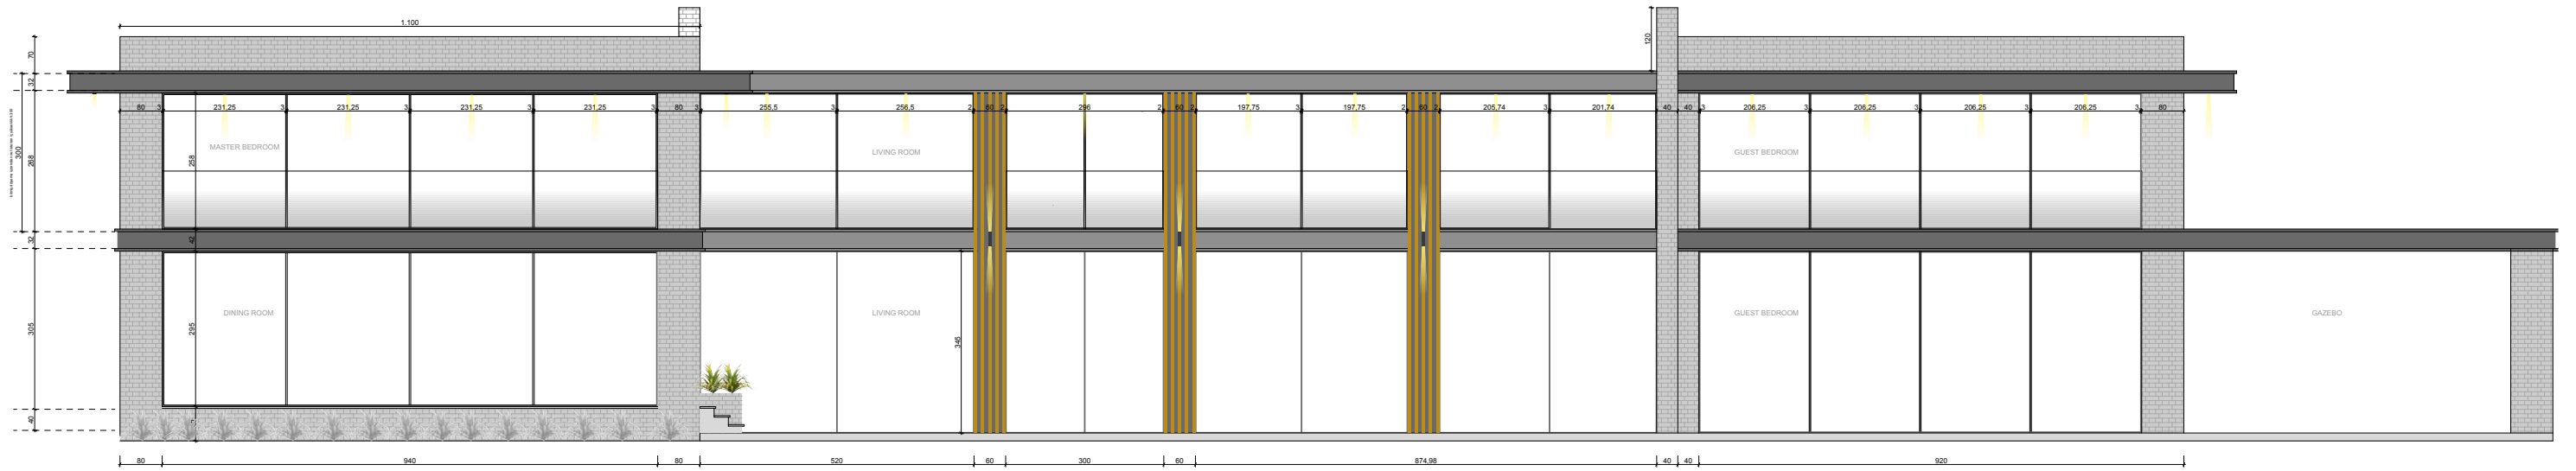 1.100
120
70
32
80 3 231,25 3 231,25 3 231,25 3 231,25 3 80 3 255,5 3 256,5 2 60 2 296 2 60 2 197,75 3 197,75 2 60 2 205,74 3 201,74 40 40 3 206,25 3 206,25 3 206,25 3 206,25 3 80
MASTER BEDROOM
LIVING ROOM
GUEST BEDROOM
300
268
258
32
42
DINING ROOM
LIVING ROOM
GUEST BEDROOM
GAZEBO
305
295
345
40
80 940 80 520 60 300 60 874,98 40 40 920